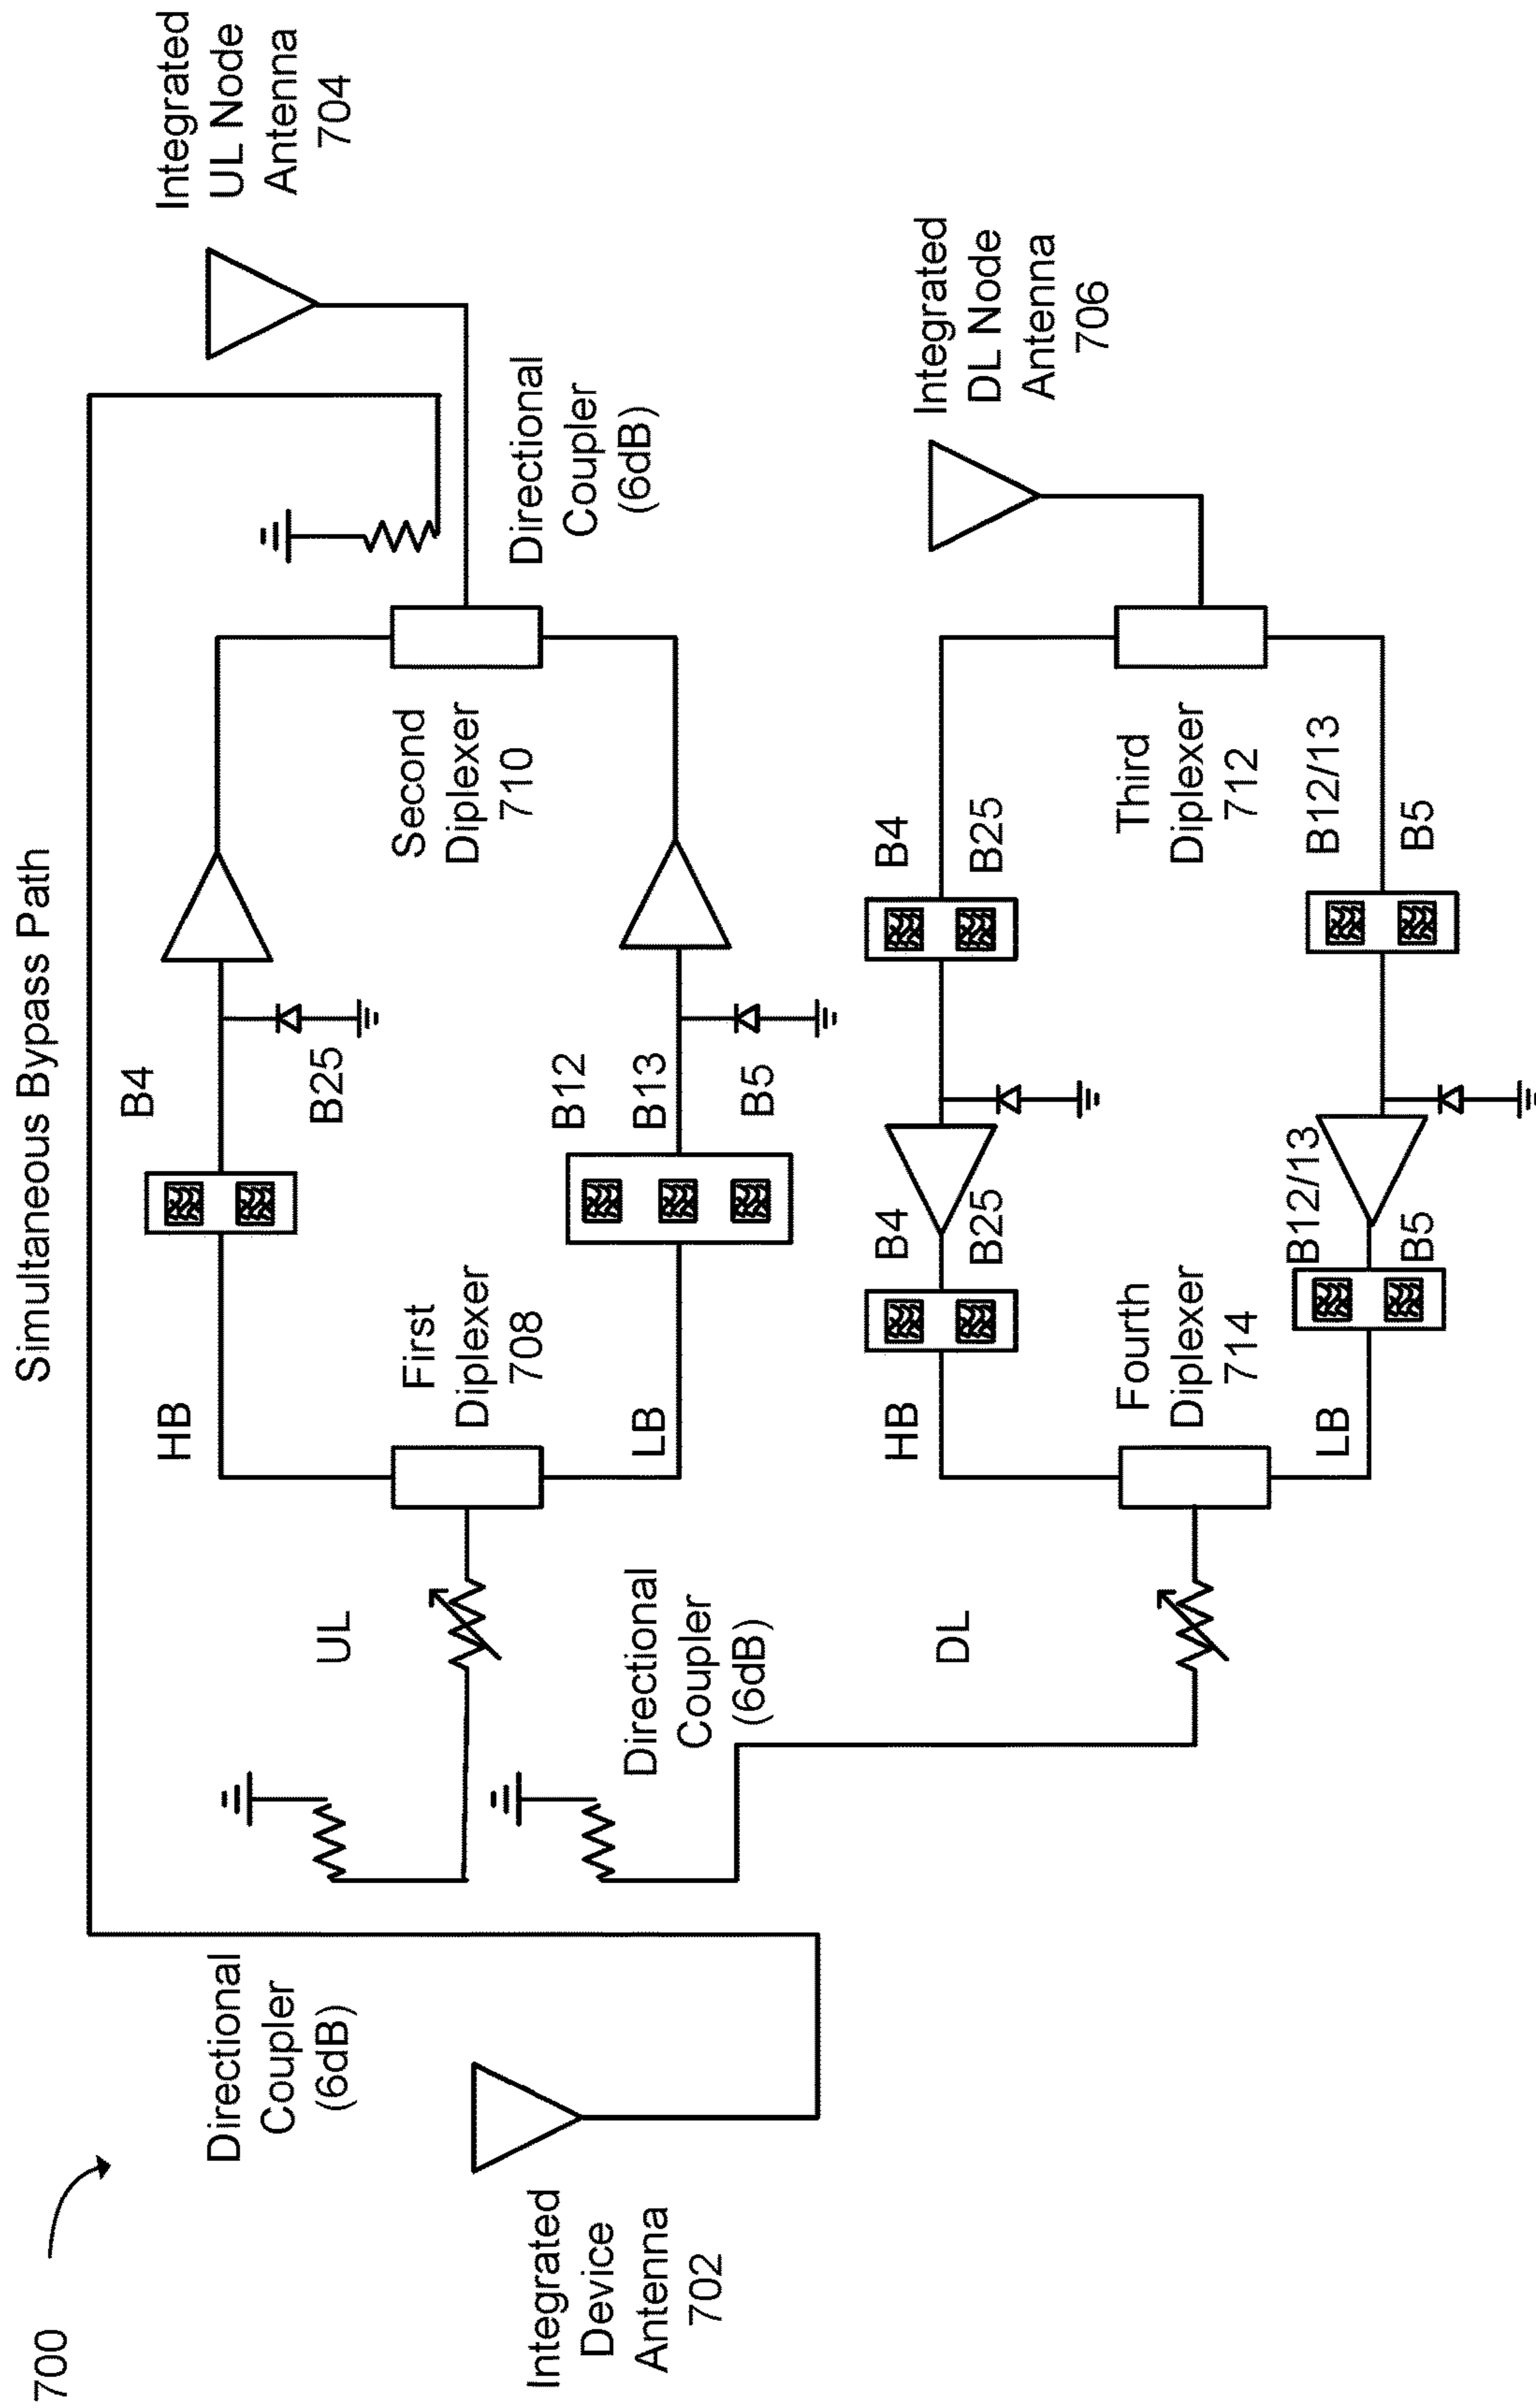 700
Simultaneous Bypass Path
Integrated
UL Node
Antenna
704
Directional
Coupler
(6dB)
Integrated
Device
Antenna
702
UL
HB
First
Diplexer
708
LB
B4
B25
B12
B13
B5
Second
Diplexer
710
Directional
Coupler
(6dB)
Directional
Coupler
(6dB)
DL
HB
Fourth
Diplexer
714
LB
B4
B25
B12/13
B5
B4
B25
Third
Diplexer
712
B12/13
B5
Integrated
DL Node
Antenna
706